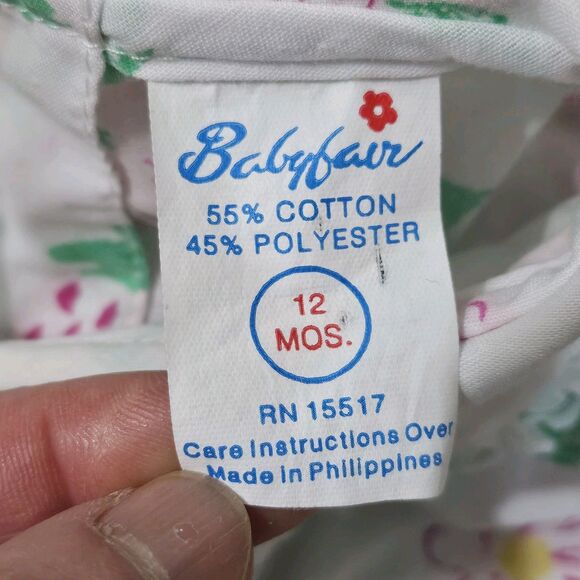 Babyfair
55% COTTON
45% POLYESTER
12
MOS.
RN 15517
Care Instructions Over
Made in Philippines